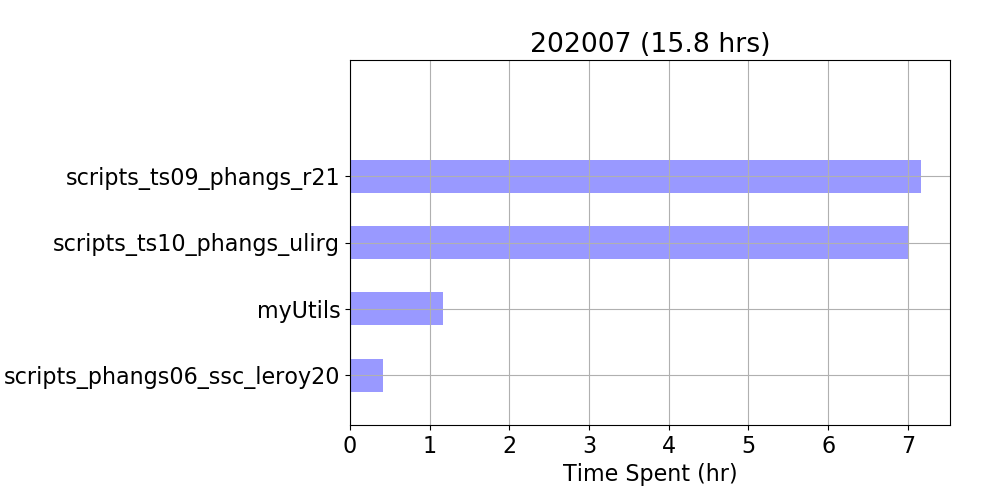 202007 (15.8 hrs)
scripts_ts09_phangs_r21
scripts_ts10_phangs_ulirg
myUtils
scripts_phangs06_ssc_leroy20
0 1 2 3 4 5 6 7
Time Spent (hr)